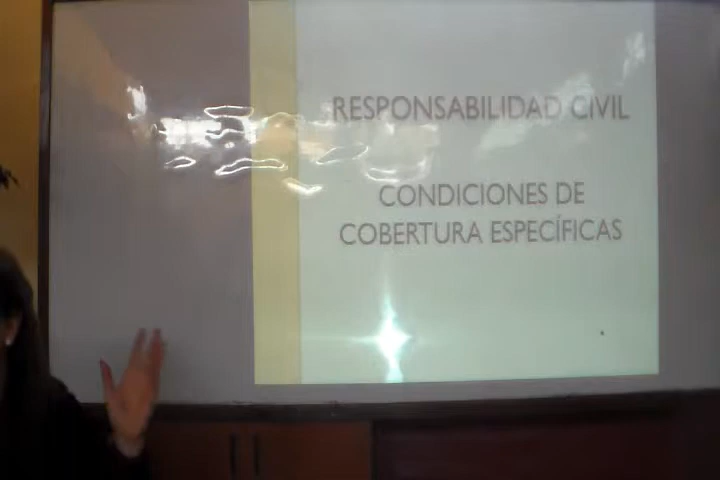 RESPONSABILIDAD CIVIL
CONDICIONES DE
COBERTURA ESPECÍFICAS